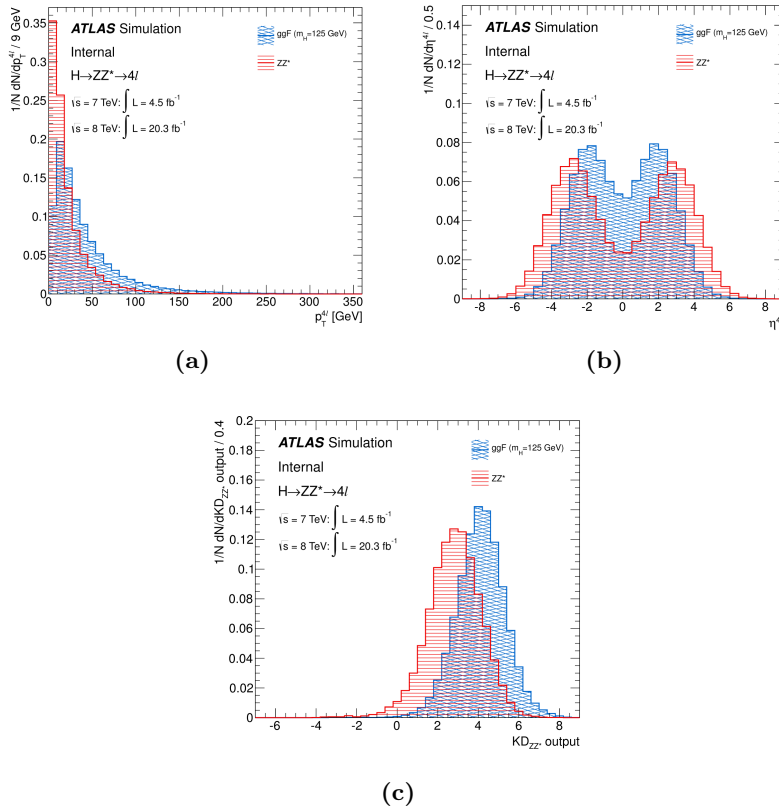 1/N dN/dp_T^{4l} / 9 GeV
0.35
0.3
0.25
0.2
0.15
0.1
0.05
0
ATLAS Simulation
Internal
H→ZZ*→4l
√s = 7 TeV: ∫ L = 4.5 fb⁻¹
√s = 8 TeV: ∫ L = 20.3 fb⁻¹
ggF (m_H=125 GeV)
ZZ*
0 50 100 150 200 250 300 350
p_T^{4l} [GeV]
(a)
1/N dN/dη^{4l} / 0.5
0.14
0.12
0.1
0.08
0.06
0.04
0.02
0
ATLAS Simulation
Internal
H→ZZ*→4l
√s = 7 TeV: ∫ L = 4.5 fb⁻¹
√s = 8 TeV: ∫ L = 20.3 fb⁻¹
ggF (m_H=125 GeV)
ZZ*
-8 -6 -4 -2 0 2 4 6 8
(b)
1/N dN/dKD_{ZZ*} output / 0.4
0.2
0.18
0.16
0.14
0.12
0.1
0.08
0.06
0.04
0.02
0
ATLAS Simulation
Internal
H→ZZ*→4l
√s = 7 TeV: ∫ L = 4.5 fb⁻¹
√s = 8 TeV: ∫ L = 20.3 fb⁻¹
ggF (m_H=125 GeV)
ZZ*
-6 -4 -2 0 2 4 6 8
KD_{ZZ*} output
(c)